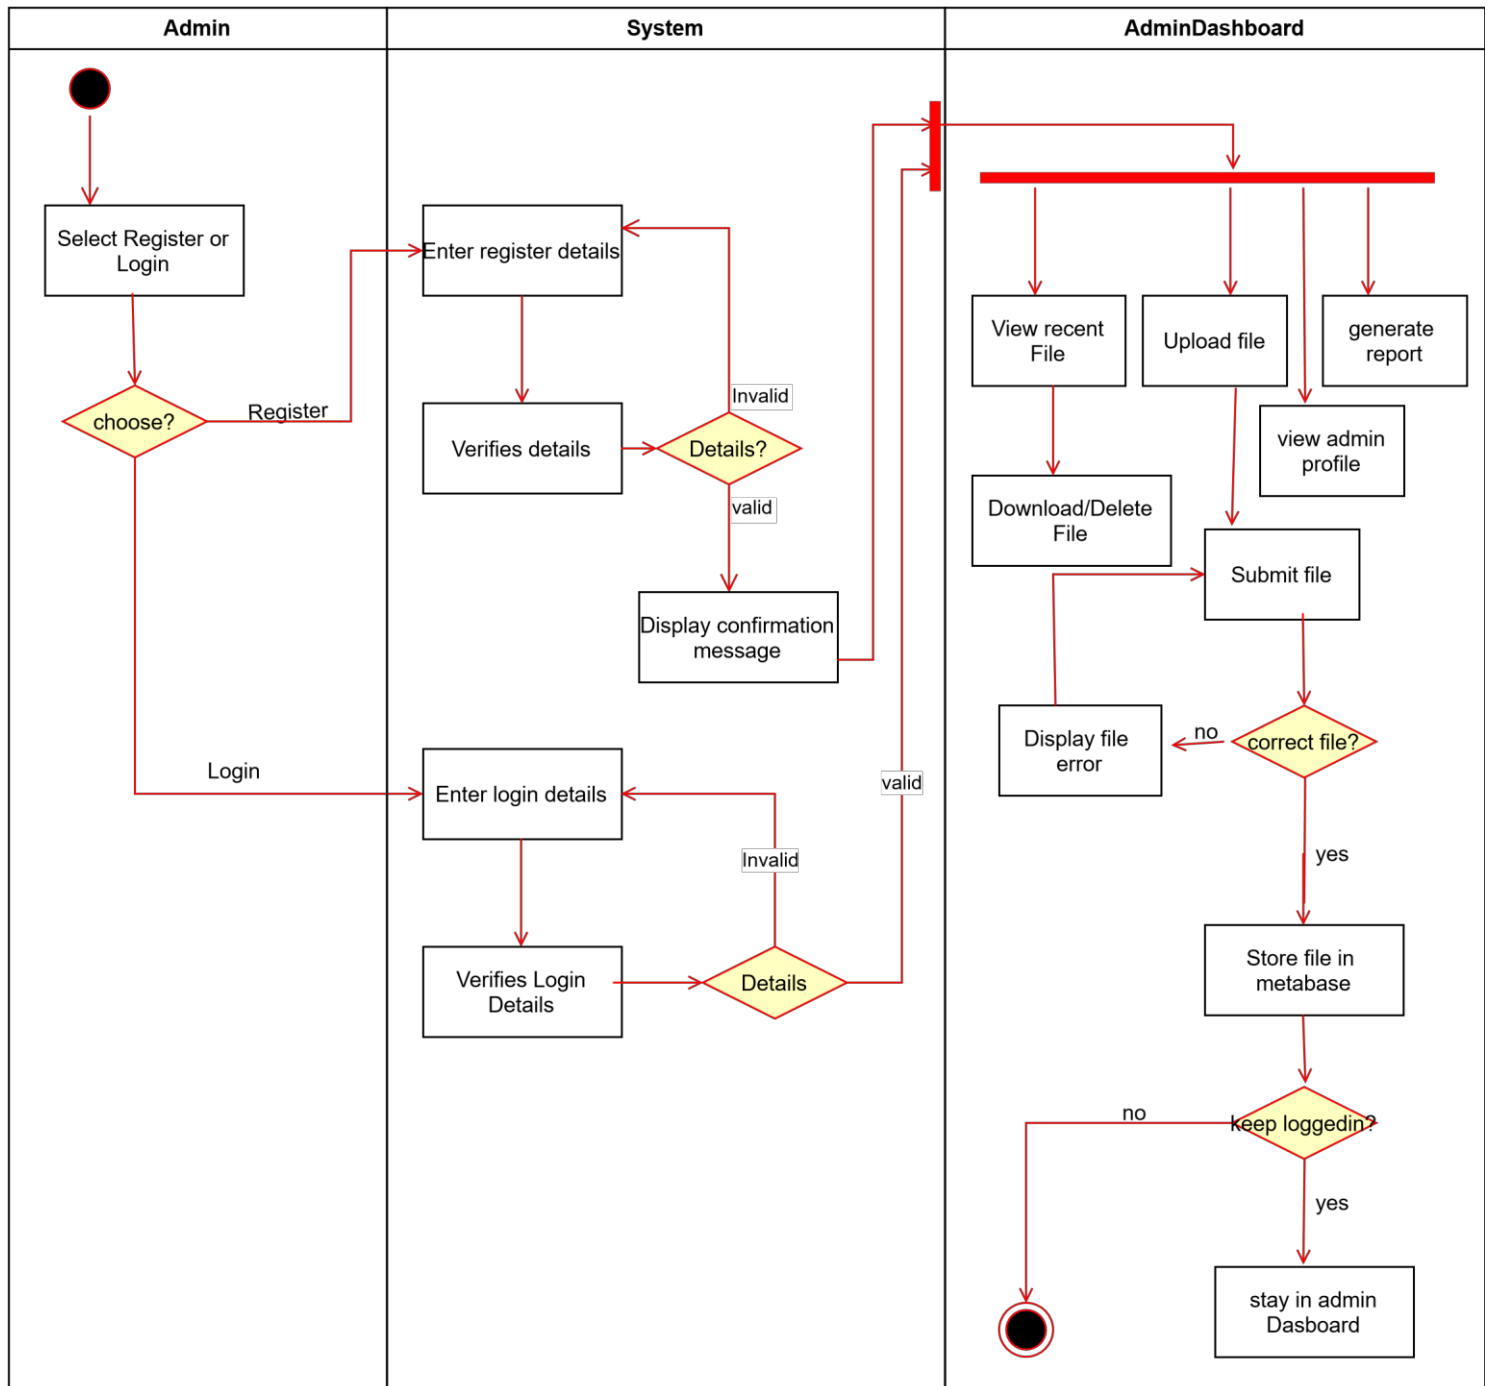 Admin
System
AdminDashboard
Select Register or
Login
choose?
Register
Login
Enter register details
Verifies details
Details?
Invalid
valid
Display confirmation
message
Enter login details
Invalid
Verifies Login
Details
Details
valid
View recent
File
Upload file
generate
report
view admin
profile
Download/Delete
File
Submit file
Display file
error
no
correct file?
yes
Store file in
metabase
keep loggedin?
no
yes
stay in admin
Dasboard